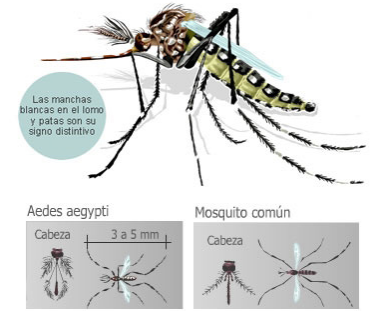 Las manchas
blancas en el lomo
y patas son su
signo distintivo
Aedes aegypti
Mosquito común
Cabeza
3 a 5 mm
Cabeza